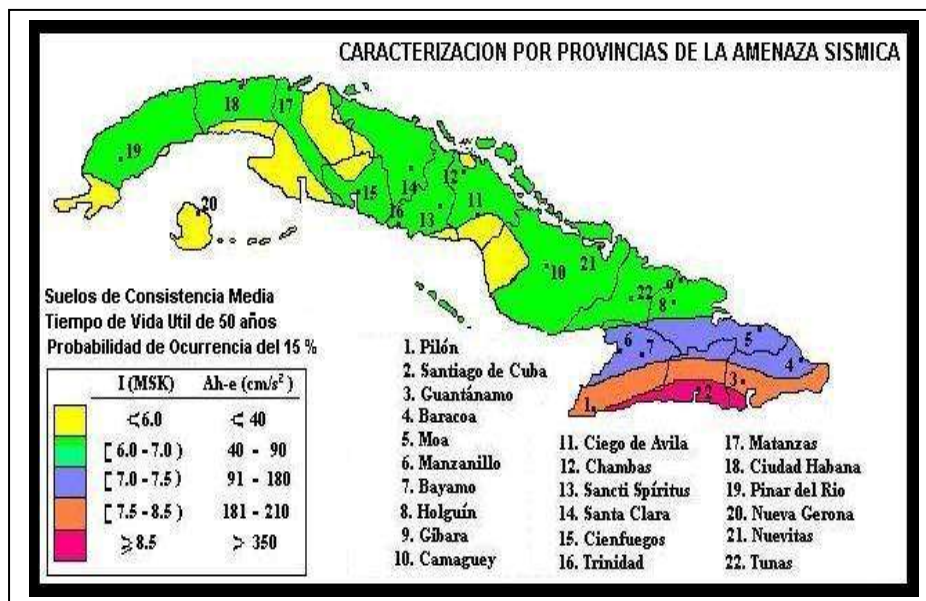 CARACTERIZACION POR PROVINCIAS DE LA AMENAZA SISMICA
18
17
19
20
12
14
11
15
16
13
10
21
22
9
8
6
7
5
4
3
2
1
Suelos de Consistencia Media
Tiempo de Vida Util de 50 años
Probabilidad de Ocurrencia del 15 %
I (MSK) Ah-e (cm/s²)
< 6.0 < 40
[ 6.0 - 7.0 ) 40 - 90
[ 7.0 - 7.5 ) 91 - 180
[ 7.5 - 8.5 ) 181 - 210
≥ 8.5 > 350
1. Pilón
2. Santiago de Cuba
3. Guantánamo
4. Baracoa
5. Moa
6. Manzanillo
7. Bayamo
8. Holguín
9. Gibara
10. Camaguey
11. Ciego de Avila
12. Chambas
13. Sancti Spíritus
14. Santa Clara
15. Cienfuegos
16. Trinidad
17. Matanzas
18. Ciudad Habana
19. Pinar del Rio
20. Nueva Gerona
21. Nuevitas
22. Tunas